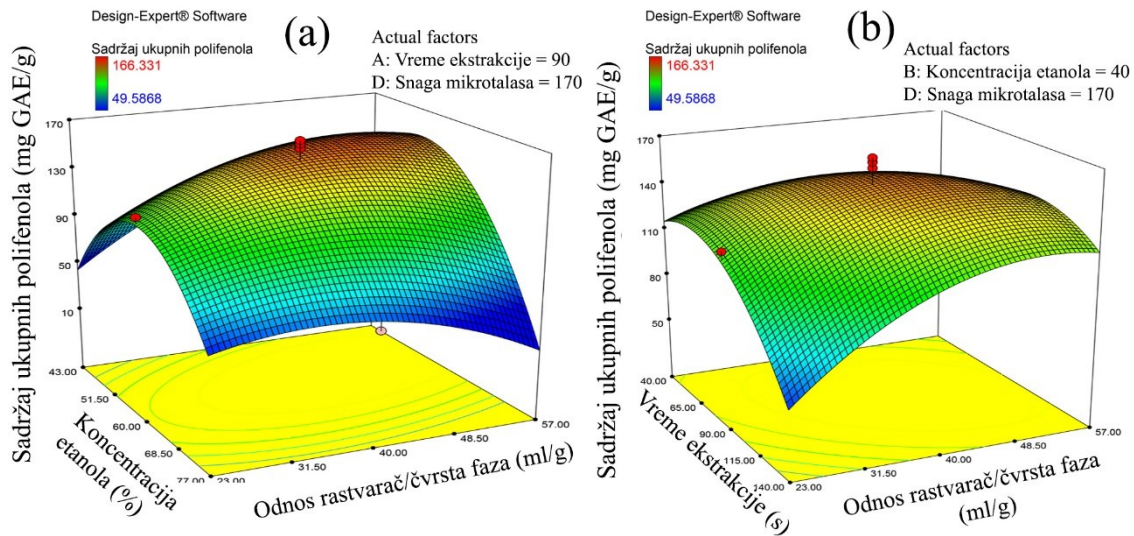 Design-Expert® Software
(a)
Sadržaj ukupnih polifenola
166.331
49.5868
Actual factors
A: Vreme ekstrakcije = 90
D: Snaga mikrotalasa = 170
Sadržaj ukupnih polifenola (mg GAE/g)
170
130
90
50
10
43.00
51.50
60.00
68.50
77.00
Koncentracija
etanola (%)
23.00
31.50
40.00
48.50
57.00
Odnos rastvarač/čvrsta faza (ml/g)
Design-Expert® Software
(b)
Sadržaj ukupnih polifenola
166.331
49.5868
Actual factors
B: Koncentracija etanola = 40
D: Snaga mikrotalasa = 170
Sadržaj ukupnih polifenola (mg GAE/g)
170
140
110
80
50
40.00
65.00
90.00
115.00
140.00
Vreme ekstrakcije (s)
23.00
31.50
40.00
48.50
57.00
Odnos rastvarač/čvrsta faza
(ml/g)